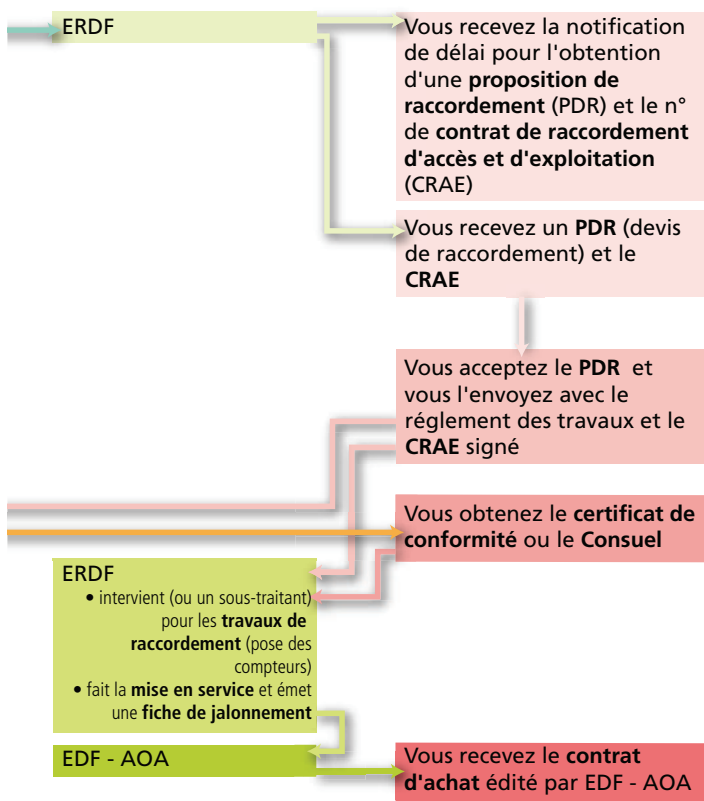 ERDF
Vous recevez la notification
de délai pour l'obtention
d'une proposition de
raccordement (PDR) et le n°
de contrat de raccordement
d'accès et d'exploitation
(CRAE)
Vous recevez un PDR (devis
de raccordement) et le
CRAE
Vous acceptez le PDR et
vous l'envoyez avec le
réglement des travaux et le
CRAE signé
Vous obtenez le certificat de
conformité ou le Consuel
ERDF
• intervient (ou un sous-traitant)
pour les travaux de
raccordement (pose des
compteurs)
• fait la mise en service et émet
une fiche de jalonnement
EDF - AOA
Vous recevez le contrat
d'achat édité par EDF - AOA